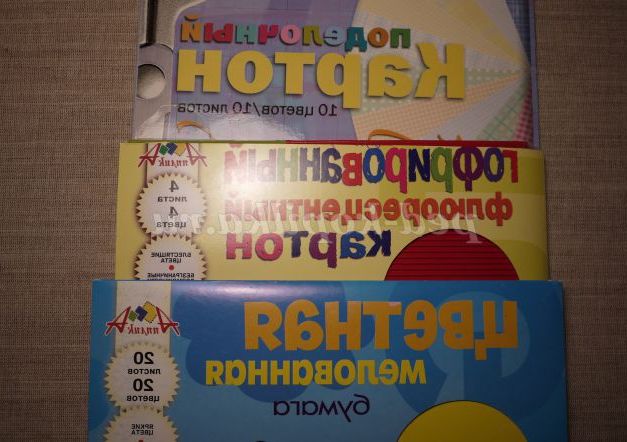 поделочный
Картон
10 цветов/10 листов
Апплика
гофрированный
флюоресцентный
картон
4
листа
4
цвета
БЛЕСТЯЩИЕ
ЦВЕТА
БЕЗГРАНИЧНЫЕ
Апплика
цветная
мелованная
бумага
20
листов
20
цветов
ЯРКИЕ
ЦВЕТА